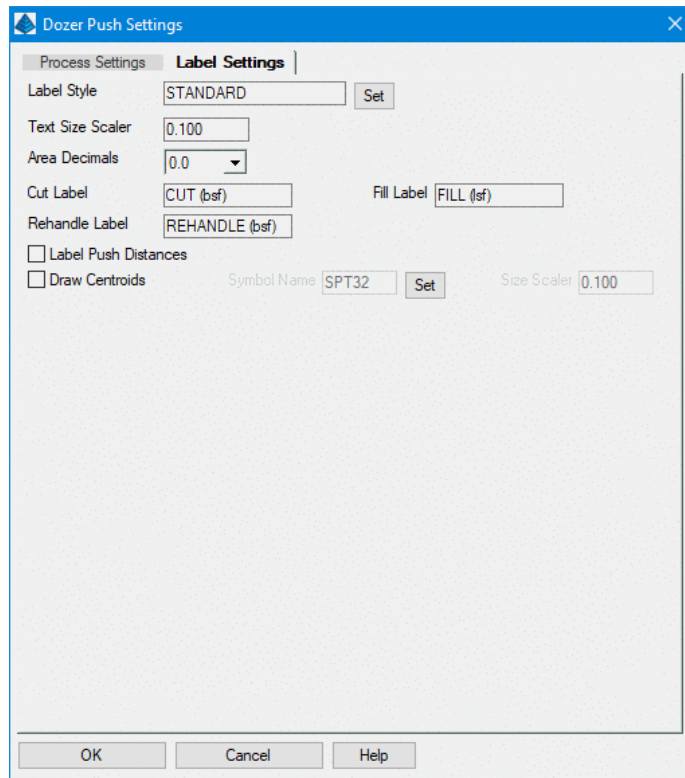 Dozer Push Settings
Process Settings Label Settings
Label Style STANDARD Set
Text Size Scaler 0.100
Area Decimals 0.0
Cut Label CUT (bsf) Fill Label FILL (lsf)
Rehandle Label REHANDLE (bsf)
Label Push Distances
Draw Centroids Symbol Name SPT32 Set Size Scaler 0.100
OK Cancel Help